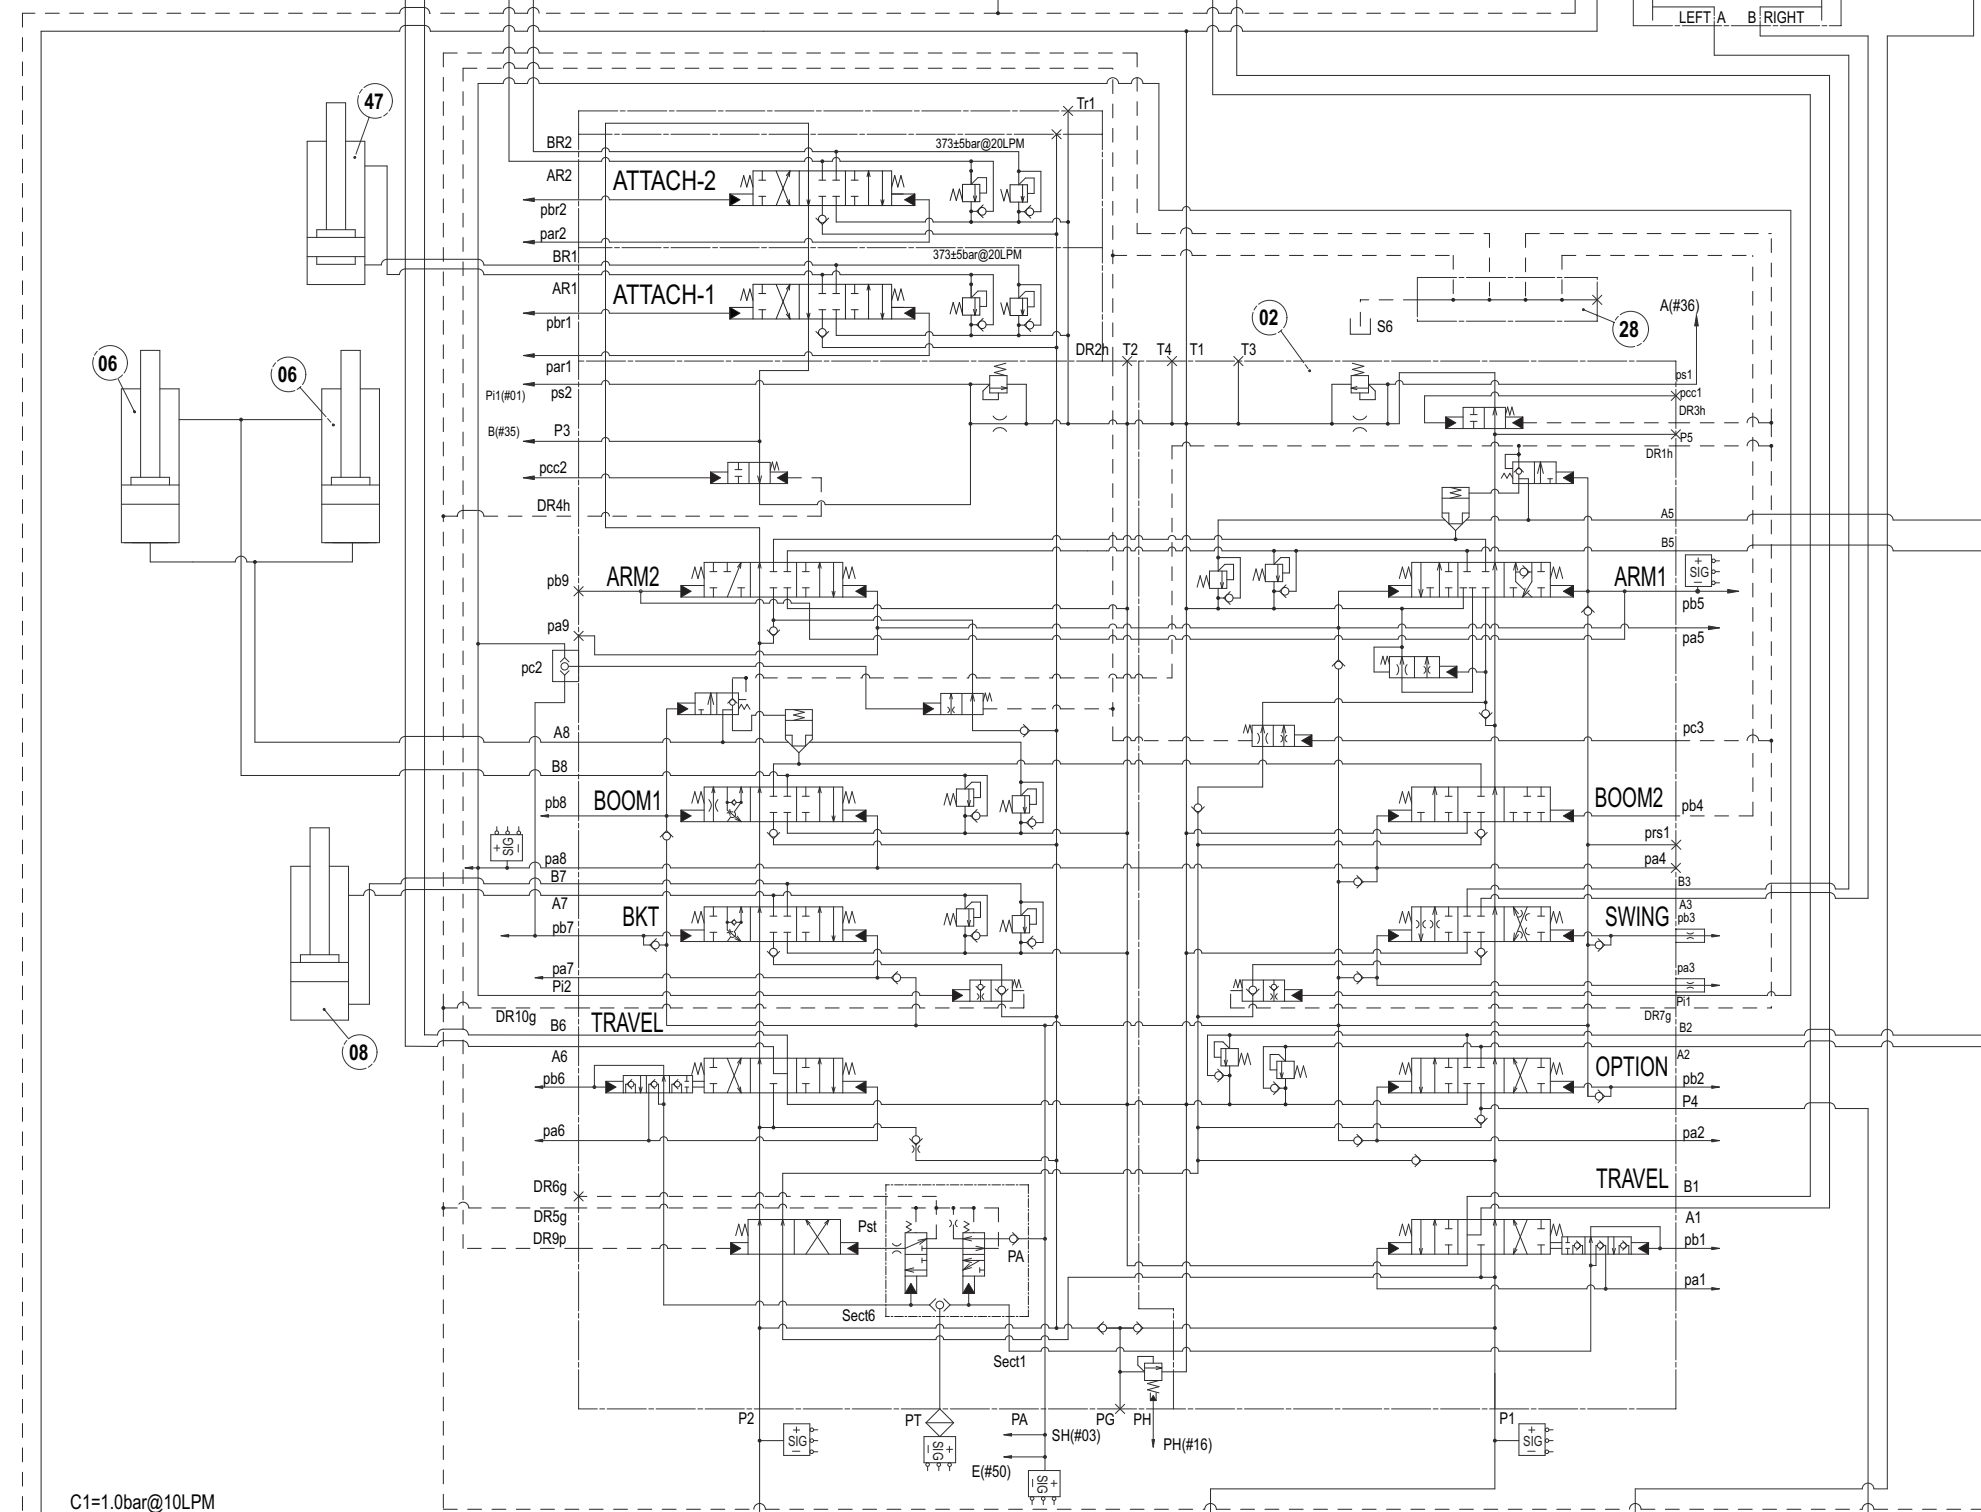 LEFT A B RIGHT
47
Tr1
BR2
373±5bar@20LPM
AR2
ATTACH-2
pbr2
par2
BR1
373±5bar@20LPM
AR1
ATTACH-1
pbr1
par1
02
A(#36)
S6
28
DR2h T2 T4 T1 T3
06
06
Pi1(#01) ps2
ps1
pcc1
DR3h
B(#35) P3
P5
DR1h
pcc2
DR4h
A5
B5
pb9
ARM2
ARM1
SIG
+
−
pb5
pa9
pa5
pc2
A8
pc3
B8
pb8
BOOM1
BOOM2
pb4
prs1
SIG
+
−
pa8
pa4
B7
B3
A7
A3
pb7
BKT
SWING
pb3
pa7
pa3
Pi2
Pi1
DR10g
DR7g
B6
TRAVEL
B2
08
A6
A2
pb6
OPTION
pb2
P4
pa6
pa2
DR6g
TRAVEL
B1
DR5g
Pst
A1
DR9p
PA
pb1
pa1
Sect6
Sect1
P2
PT
PA
PG
PH
P1
SIG
+
−
SIG
+
−
SH(#03)
PH(#16)
SIG
+
−
E(#50)
SIG
+
−
C1=1.0bar@10LPM